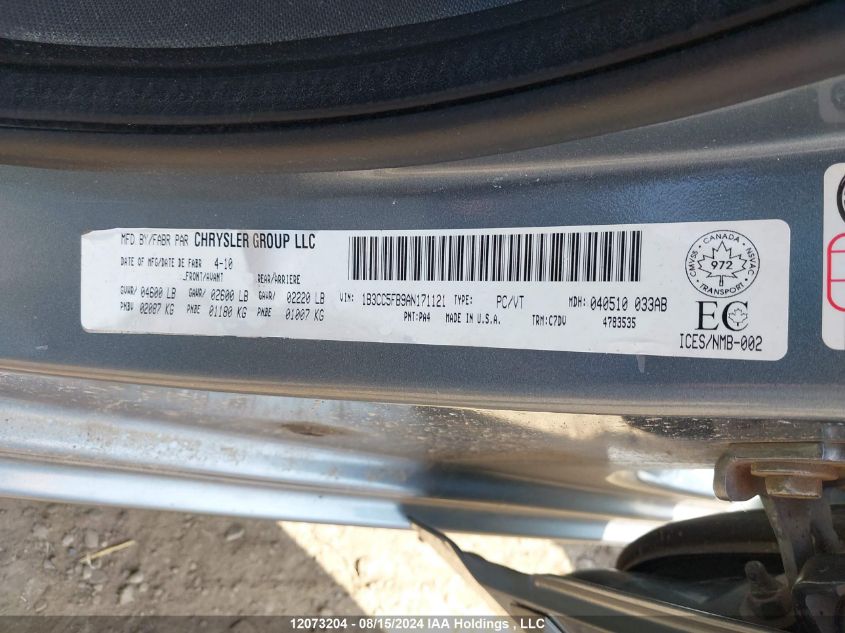 MFD BY/FABR PAR CHRYSLER GROUP LLC
DATE OF MFG/DATE DE FABR 4-10
FRONT/AVANT REAR/ARRIERE
GVWR/ 04600 LB GAWR/ 02600 LB GAWR/ 02220 LB
PNBV 02087 KG PNBE 01180 KG PNBE 01007 KG
VIN: 1B3CC5FB9AN171121 TYPE: PC/VT MDH: 040510 033AB
PNT: PA4 MADE IN U.S.A. TRM: C7DV 4783535
CANADA
CMVSS NSVAC
972
TRANSPORT
EC
ICES/NMB-002
12073204 - 08/15/2024 IAA Holdings, LLC